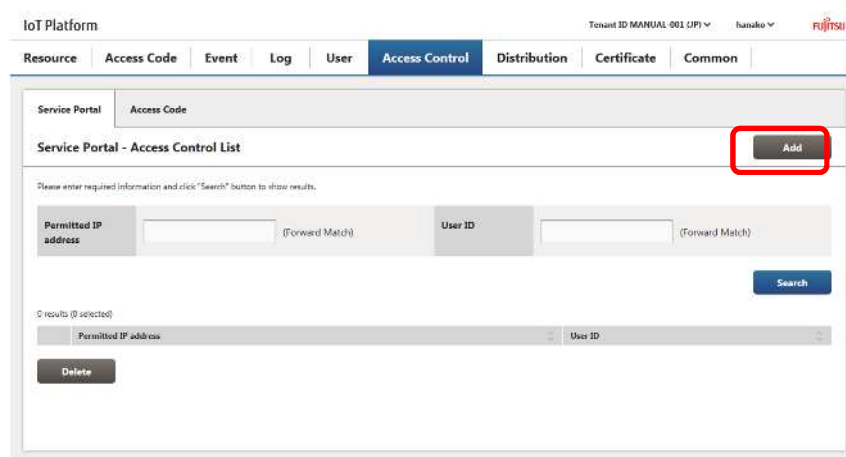 IoT Platform Tenant ID MANUAL-001 (JP) hanako FUJITSU
Resource Access Code Event Log User Access Control Distribution Certificate Common
Service Portal Access Code
Service Portal - Access Control List Add
Please enter required information and click "Search" button to show results.
Permitted IP address (Forward Match) User ID (Forward Match)
Search
0 results (0 selected)
Permitted IP address User ID
Delete